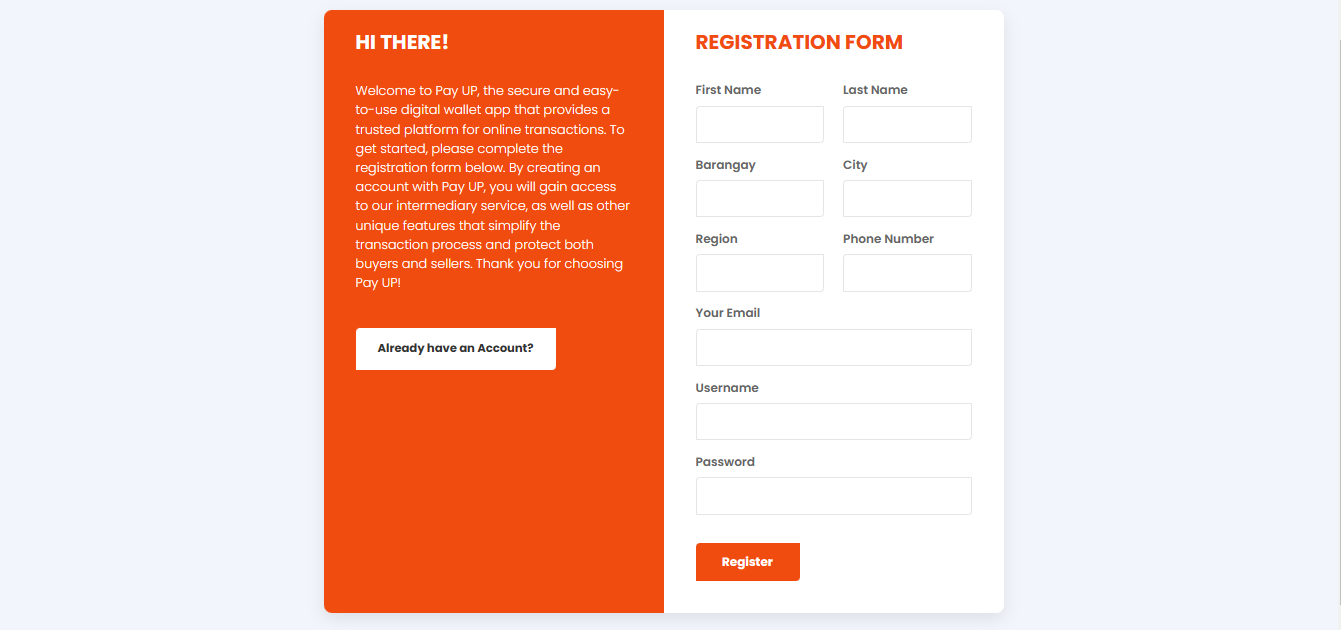 HI THERE!
Welcome to Pay UP, the secure and easy-
to-use digital wallet app that provides a
trusted platform for online transactions. To
get started, please complete the
registration form below. By creating an
account with Pay UP, you will gain access
to our intermediary service, as well as other
unique features that simplify the
transaction process and protect both
buyers and sellers. Thank you for choosing
Pay UP!
Already have an Account?
REGISTRATION FORM
First Name
Last Name
Barangay
City
Region
Phone Number
Your Email
Username
Password
Register